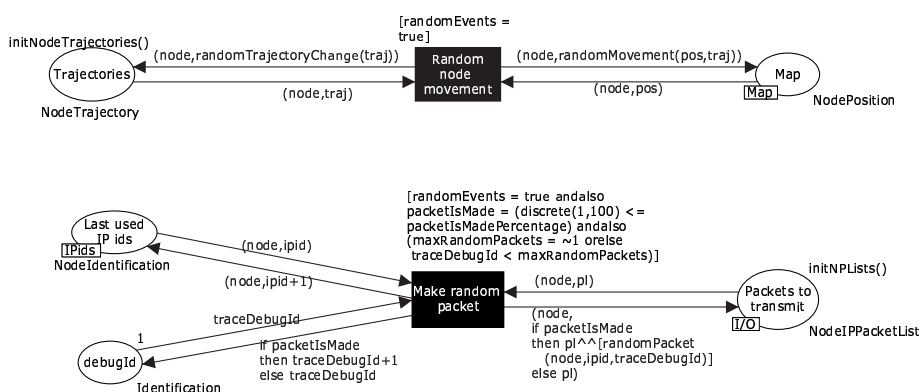 [randomEvents =
true]
initNodeTrajectories()
(node,randomTrajectoryChange(traj))
(node,randomMovement(pos,traj))
Trajectories
Random
node
movement
Map
Map
(node,traj)
(node,pos)
NodeTrajectory
NodePosition
[randomEvents = true andalso
packetIsMade = (discrete(1,100) <=
packetIsMadePercentage) andalso
(maxRandomPackets = ~1 orelse
traceDebugId < maxRandomPackets)]
Last used
IP ids
IPids
NodeIdentification
(node,ipid)
(node,ipid+1)
Make random
packet
(node,pl)
initNPLists()
Packets to
transmit
I/O
NodeIPPacketList
traceDebugId
1
debugId
Identification
if packetIsMade
then traceDebugId+1
else traceDebugId
(node,
if packetIsMade
then pl^^[randomPacket
(node,ipid,traceDebugId)]
else pl)